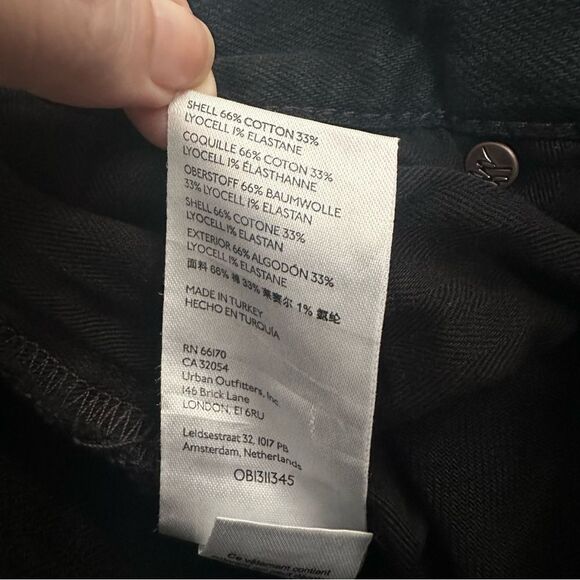 SHELL 66% COTTON 33%
LYOCELL 1% ELASTANE
COQUILLE 66% COTON 33%
LYOCELL 1% ÉLASTHANNE
OBERSTOFF 66% BAUMWOLLE
33% LYOCELL 1% ELASTAN
SHELL 66% COTONE 33%
LYOCELL 1% ELASTAN
EXTERIOR 66% ALGODÓN 33%
LYOCELL 1% ELASTANE
面料 66% 棉 33% 莱赛尔 1% 氨纶
MADE IN TURKEY
HECHO EN TURQUÍA
RN 66170
CA 32054
Urban Outfitters, Inc.
146 Brick Lane
LONDON, E1 6RU
Leidsestraat 32, 1017 PB
Amsterdam, Netherlands
OB1311345
Ce vêtement contient